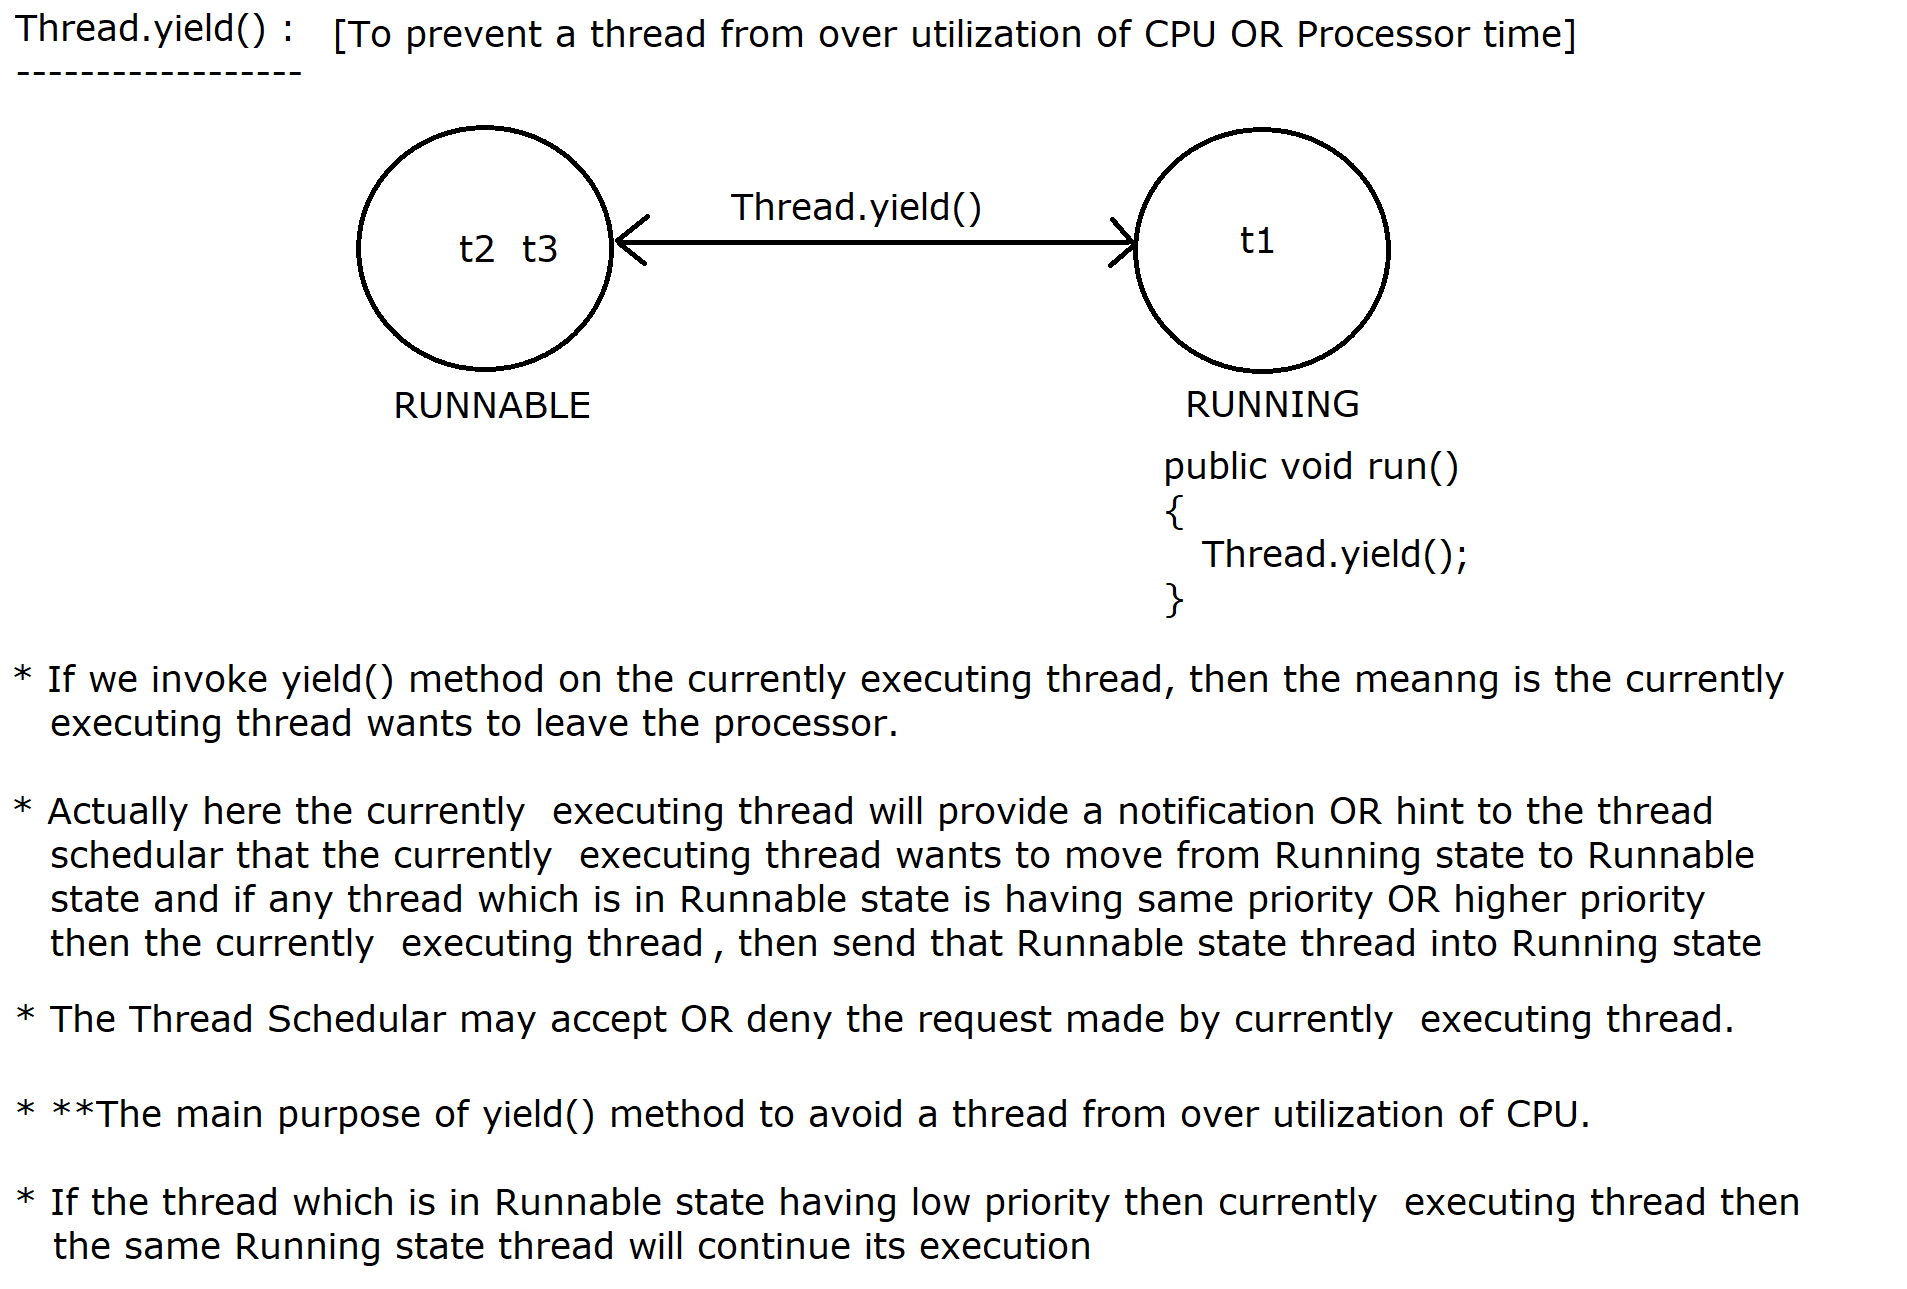 Thread.yield() : [To prevent a thread from over utilization of CPU OR Processor time]
------------------
Thread.yield()
t2 t3
t1
RUNNABLE
RUNNING
public void run()
{
Thread.yield();
}
* If we invoke yield() method on the currently executing thread, then the meanng is the currently
executing thread wants to leave the processor.
* Actually here the currently executing thread will provide a notification OR hint to the thread
schedular that the currently executing thread wants to move from Running state to Runnable
state and if any thread which is in Runnable state is having same priority OR higher priority
then the currently executing thread , then send that Runnable state thread into Running state
* The Thread Schedular may accept OR deny the request made by currently executing thread.
* **The main purpose of yield() method to avoid a thread from over utilization of CPU.
* If the thread which is in Runnable state having low priority then currently executing thread then
the same Running state thread will continue its execution